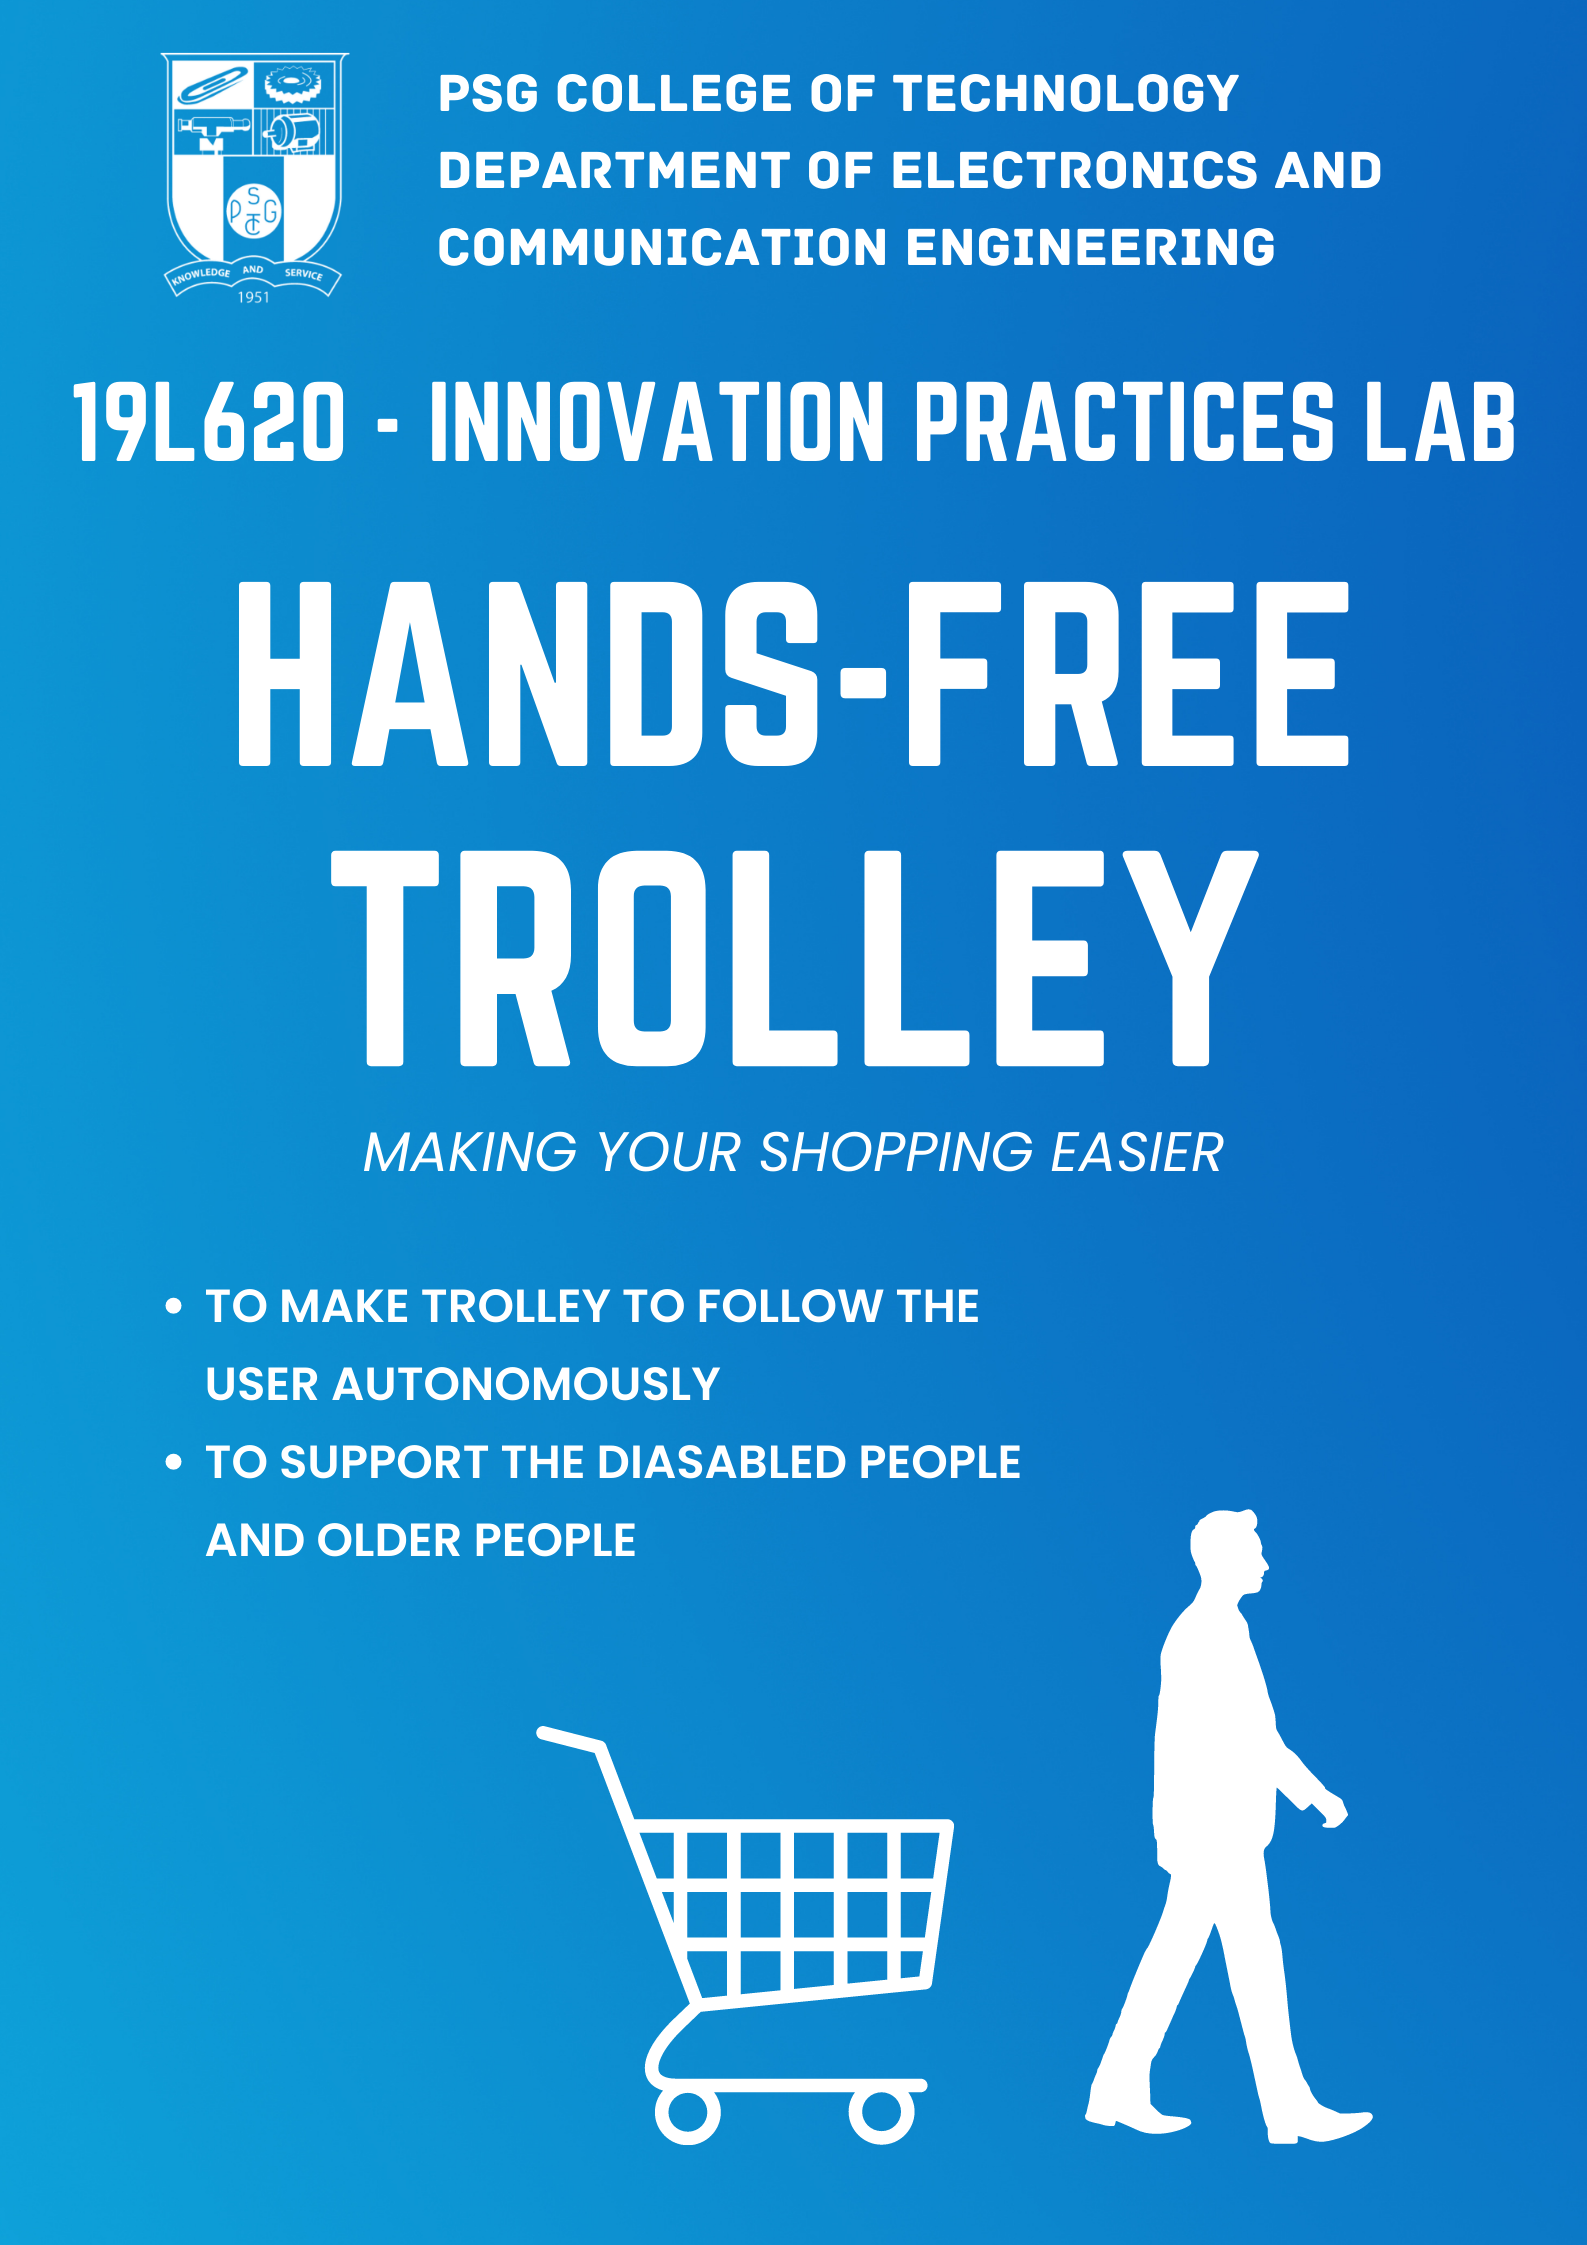 PSG COLLEGE OF TECHNOLOGY
DEPARTMENT OF ELECTRONICS AND
COMMUNICATION ENGINEERING
S
P G
T
C
KNOWLEDGE AND SERVICE
1951
19L620 - INNOVATION PRACTICES LAB
HANDS-FREE
TROLLEY
MAKING YOUR SHOPPING EASIER
• TO MAKE TROLLEY TO FOLLOW THE
USER AUTONOMOUSLY
• TO SUPPORT THE DIASABLED PEOPLE
AND OLDER PEOPLE